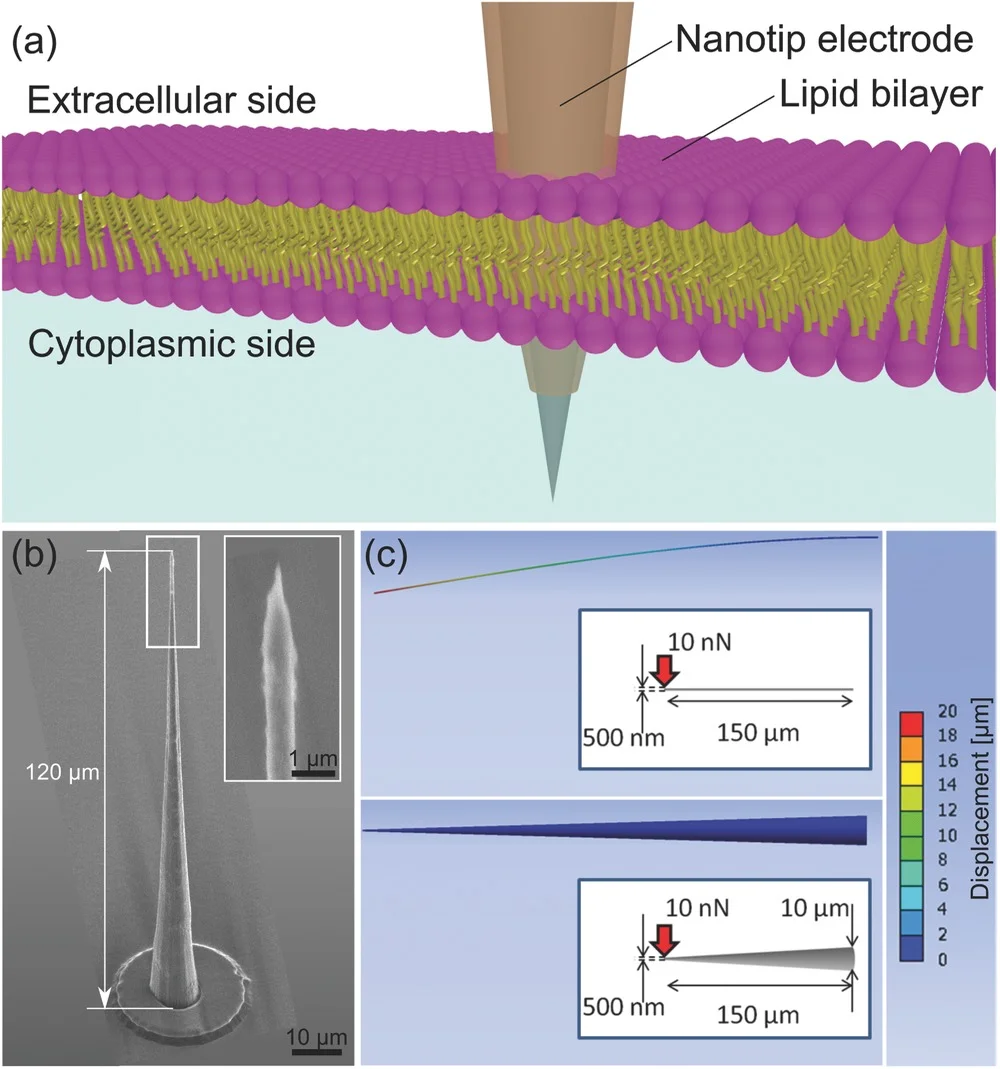 (a)
Nanotip electrode
Lipid bilayer
Extracellular side
Cytoplasmic side
(b)
120 µm
1 µm
10 µm
(c)
10 nN
500 nm
150 µm
10 nN
10 µm
500 nm
150 µm
20
18
16
14
12
10
8
6
4
2
0
Displacement [µm]